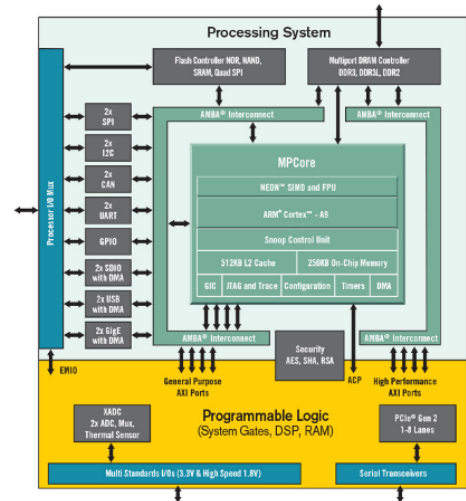 Processing System
Flash Controller NOR, NAND,
SRAM, Quad SPI
Multiport DRAM Controller
DDR3, DDR3L, DDR2
AMBA® Interconnect
AMBA® Interconnect
Processor I/O Mux
2x
SPI
2x
I2C
2x
CAN
2x
UART
GPIO
2x SDIO
with DMA
2x USB
with DMA
2x GigE
with DMA
MPCore
NEON™ SIMD and FPU
ARM® Cortex™ - A9
Snoop Control Unit
512KB L2 Cache
256KB On-Chip Memory
GIC
JTAG and Trace
Configuration
Timers
DMA
AMBA® Interconnect
AMBA® Interconnect
EMIO
General Purpose
AXI Ports
Security
AES, SHA, RSA
ACP
High Performance
AXI Ports
Programmable Logic
(System Gates, DSP, RAM)
XADC
2x ADC, Mux,
Thermal Sensor
PCIe® Gen 2
1-8 Lanes
Multi Standards I/Os (3.3V & High Speed 1.8V)
Serial Transceivers